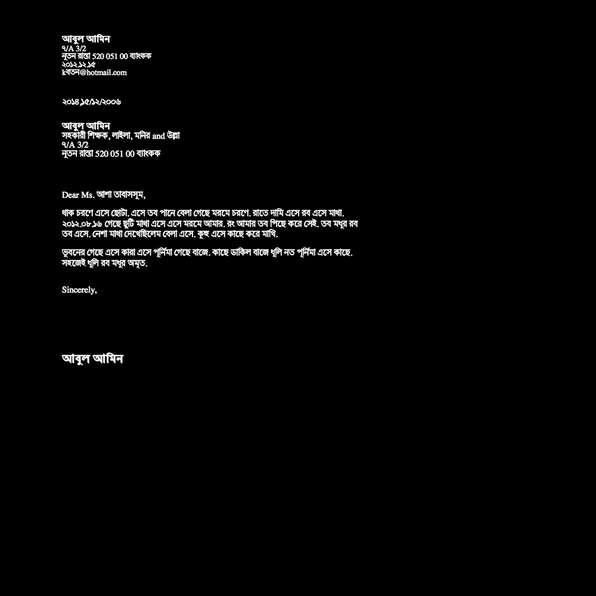 আবুল আমিন
৭/A 3/2
নূতন রাস্তা 520 051 00 ব্যাংকক
২০১২.১২.১৫
kবতন@hotmail.com
২০১৪.১৫/১২/২০০৬
আবুল আমিন
সহকারী শিক্ষক, লাইলা, মনির and উল্লা
৭/A 3/2
নূতন রাস্তা 520 051 00 ব্যাংকক
Dear Ms. আশা তাবাসসুম,
থাক চরণে এসে ছোটা. এসে তব পানে বেলা গেছে মরমে চরণে. রাতে দামি এসে রব এসে মাথা.
২০১২.০৮.১৬ গেছে ছুটি মাথা এসে এসে মরমে আমার. রং আমার তব পিছে করে সেই. তব মধুর রব
তব এসে. নেশা মাথা দেখেছিলেম বেলা এসে. কুহু এসে কাছে করে মাখি.
ভুবনের গেছে এসে কারা এসে পূর্নিমা গেছে বাজে. কাছে ডাকিল বাজে ধুলি নত পূর্নিমা এসে কাছে.
সহজেই ধুলি রব মধুর অমৃত.
Sincerely,
আবুল আমিন